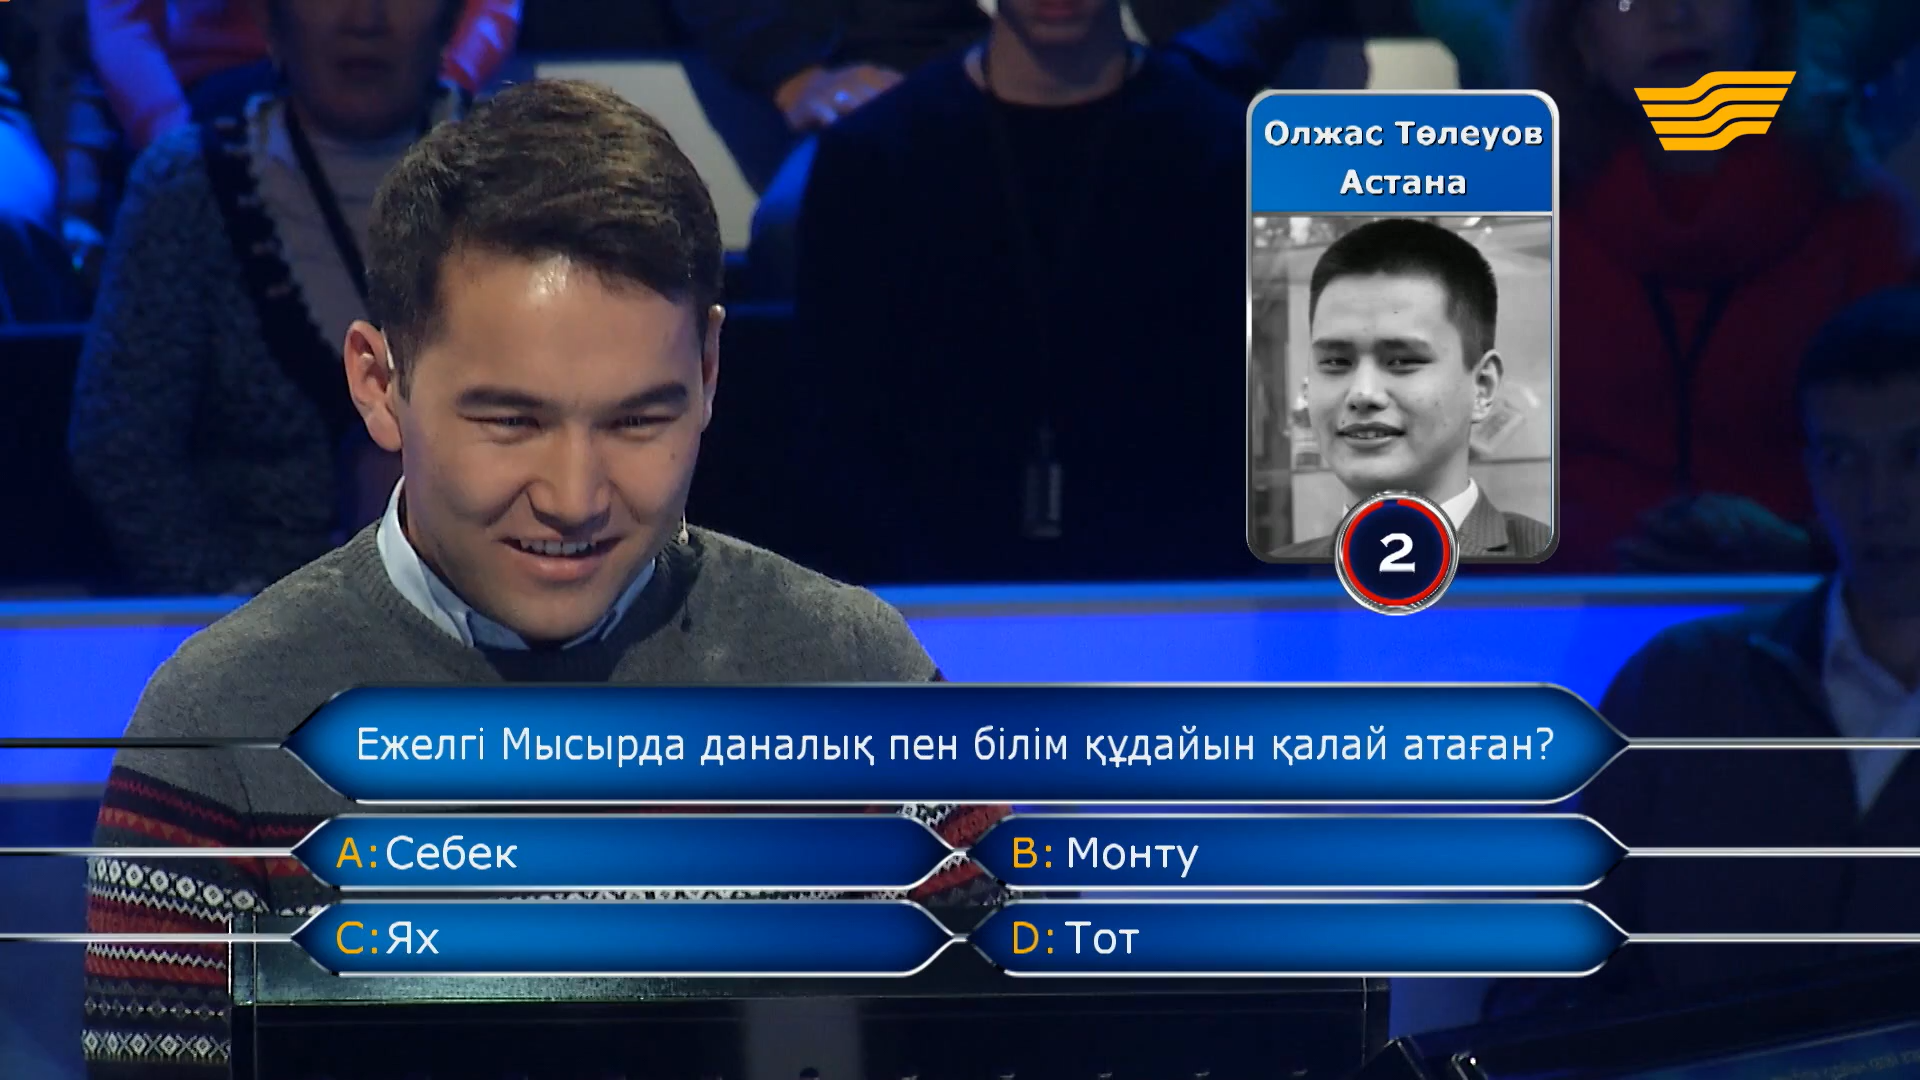 Олжас Төлеуов
Астана
2
Ежелгі Мысырда даналық пен білім құдайын қалай атаған?
A: Себек
B: Монту
C: Ях
D: Тот